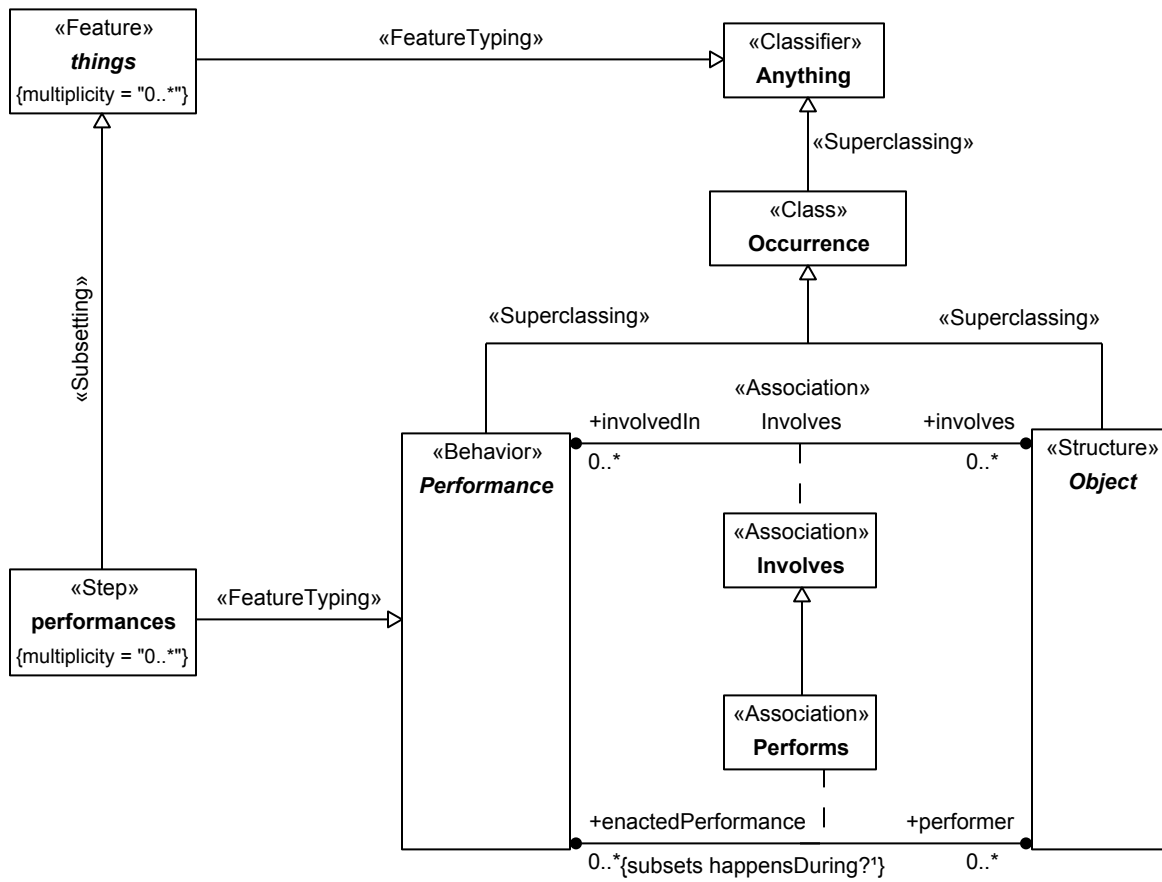 «Feature»
things
{multiplicity = "0..*"}
«FeatureTyping»
«Classifier»
Anything
«Superclassing»
«Class»
Occurrence
«Subsetting»
«Superclassing»
«Superclassing»
«Association»
+involvedIn
Involves
+involves
0..*
0..*
«Behavior»
Performance
«Structure»
Object
«Association»
Involves
«Step»
performances
{multiplicity = "0..*"}
«FeatureTyping»
«Association»
Performs
+enactedPerformance
+performer
0..*
{subsets happensDuring?¹}
0..*